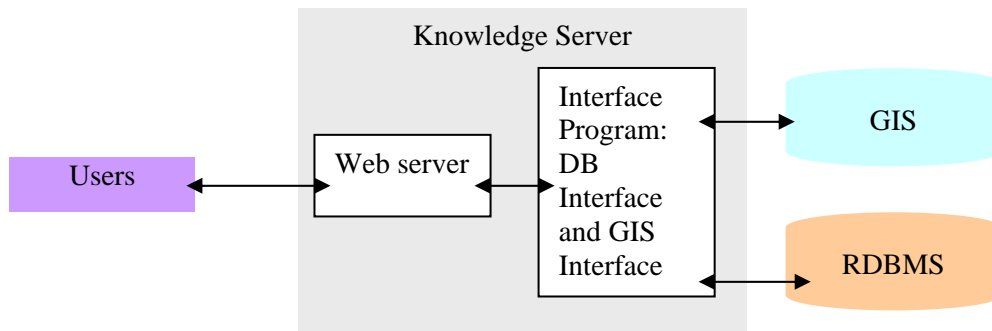 Knowledge Server
Users
Web server
Interface
Program:
DB
Interface
and GIS
Interface
GIS
RDBMS